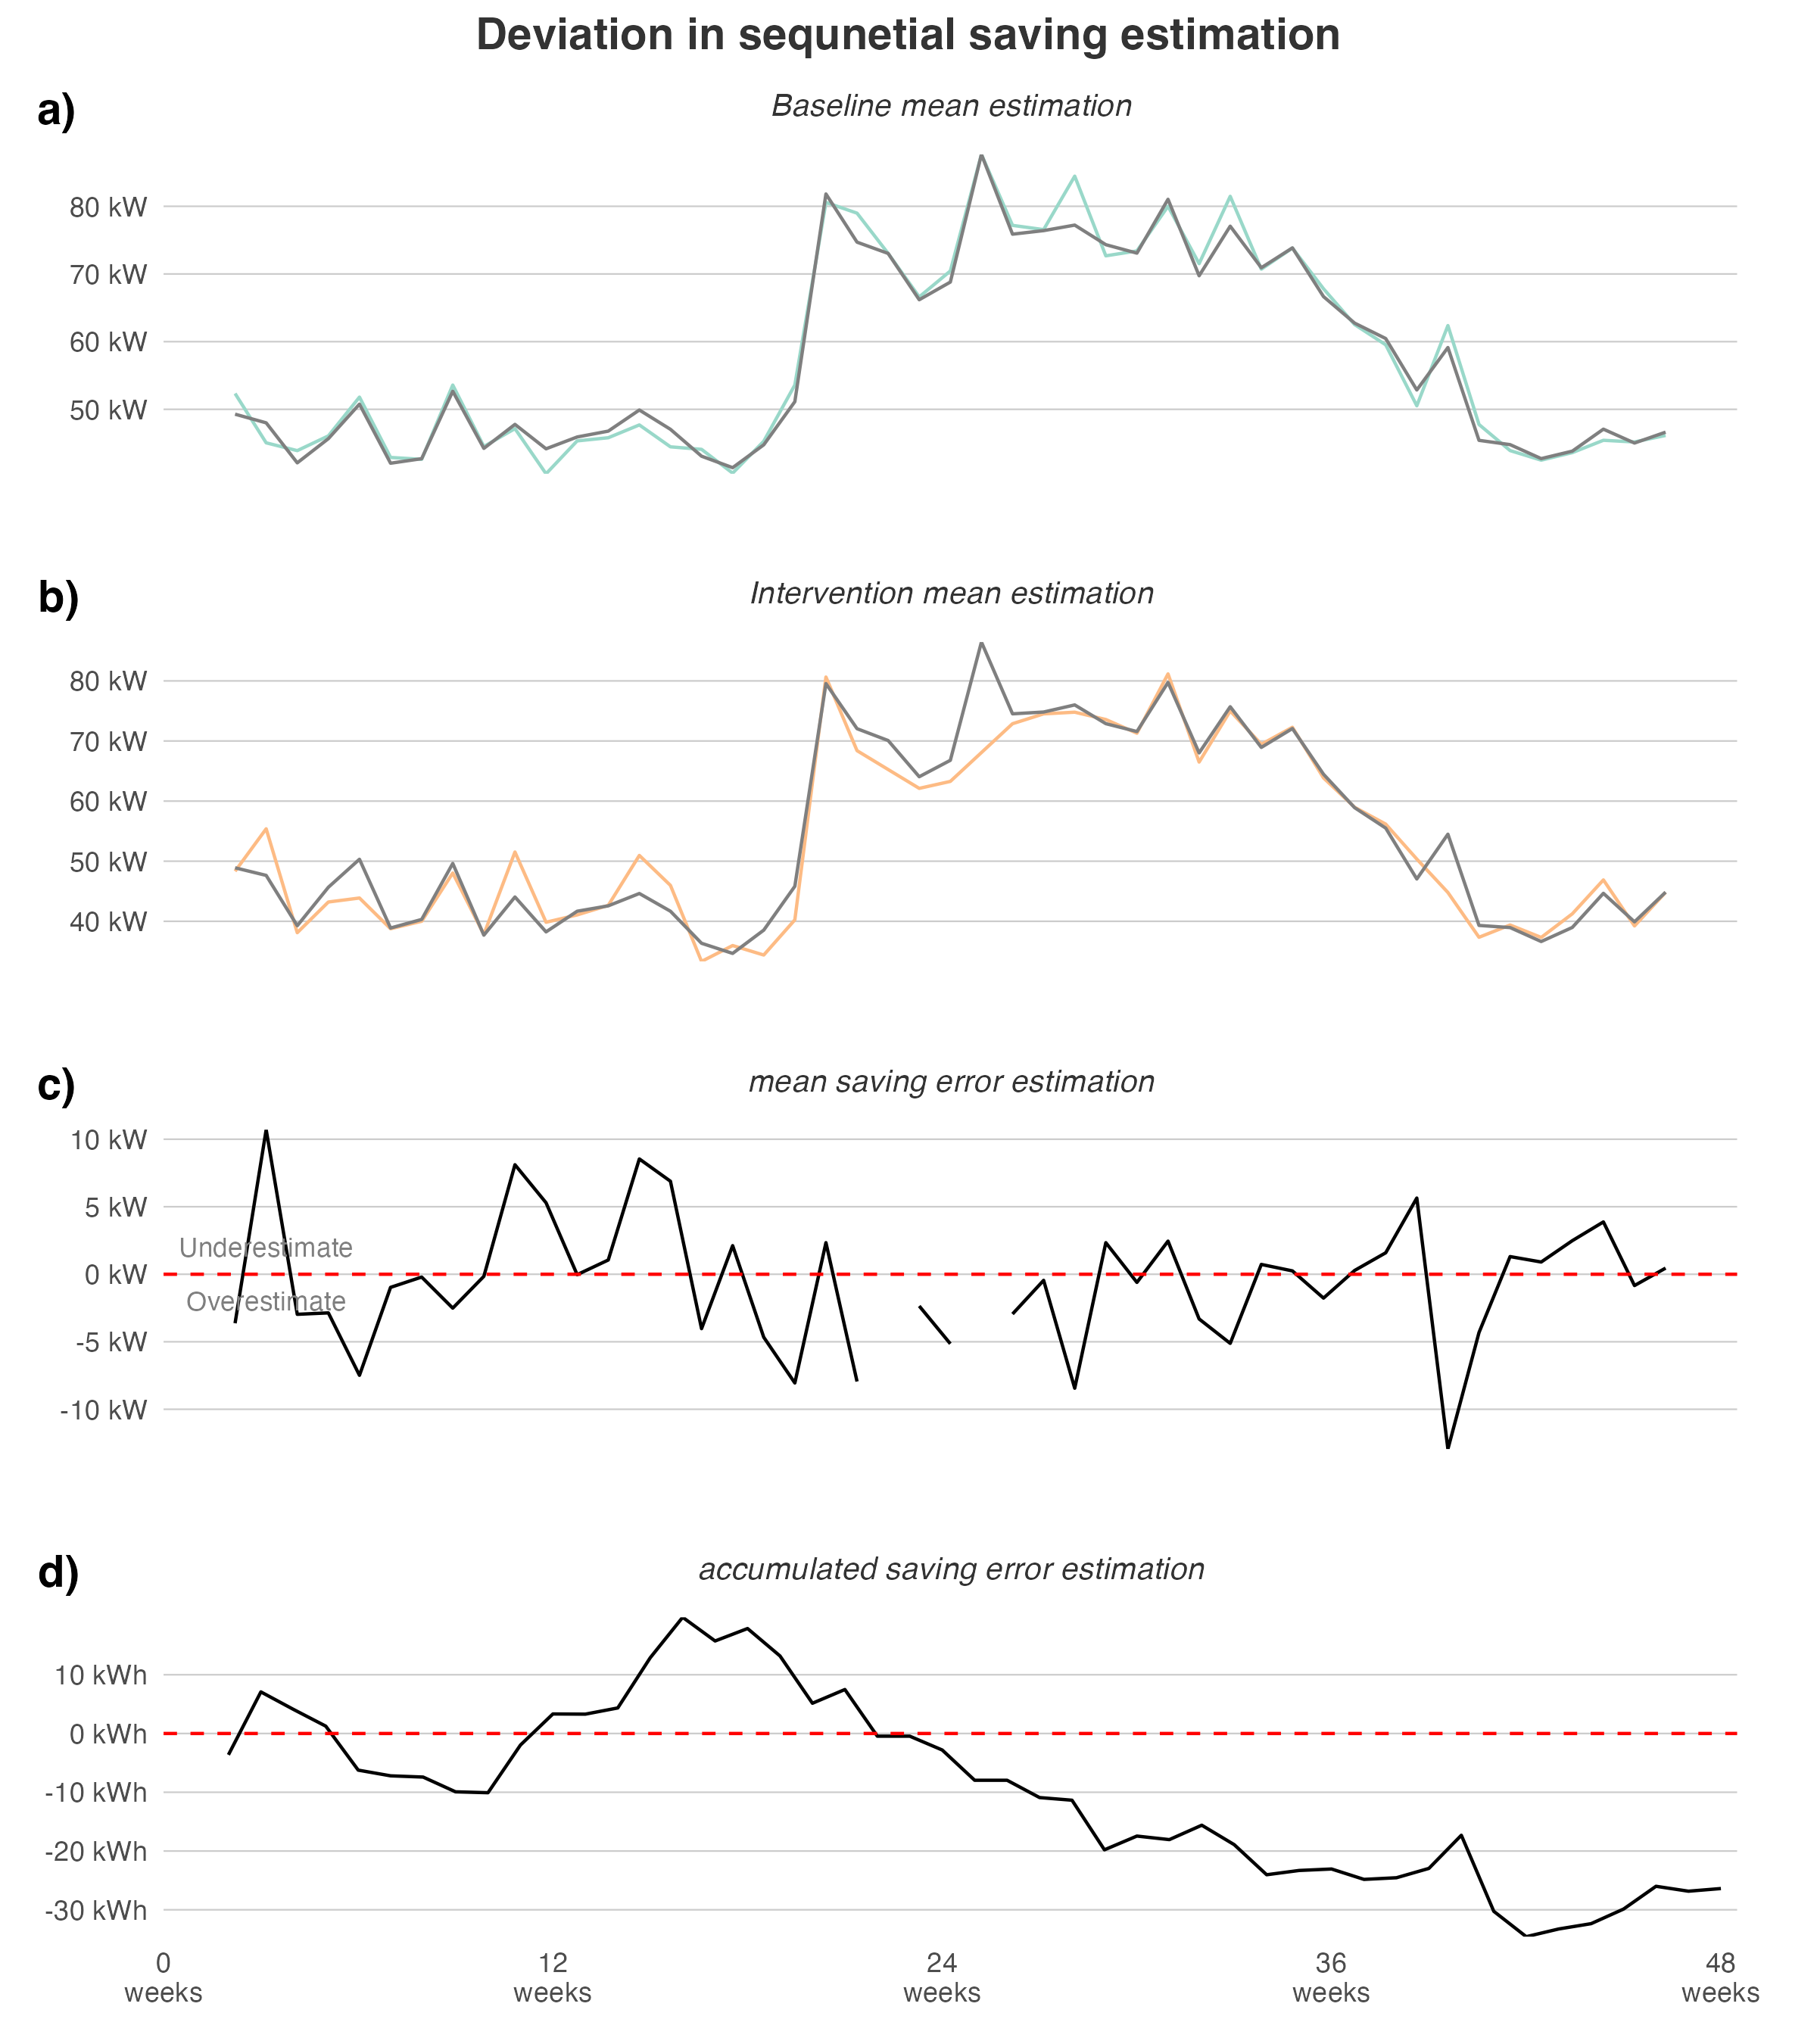 Deviation in sequnetial saving estimation
a)
Baseline mean estimation
80 kW
70 kW
60 kW
50 kW
b)
Intervention mean estimation
80 kW
70 kW
60 kW
50 kW
40 kW
c)
mean saving error estimation
10 kW
5 kW
Underestimate
0 kW
Overestimate
-5 kW
-10 kW
d)
accumulated saving error estimation
10 kWh
0 kWh
-10 kWh
-20 kWh
-30 kWh
0 12 24 36 48
weeks weeks weeks weeks weeks